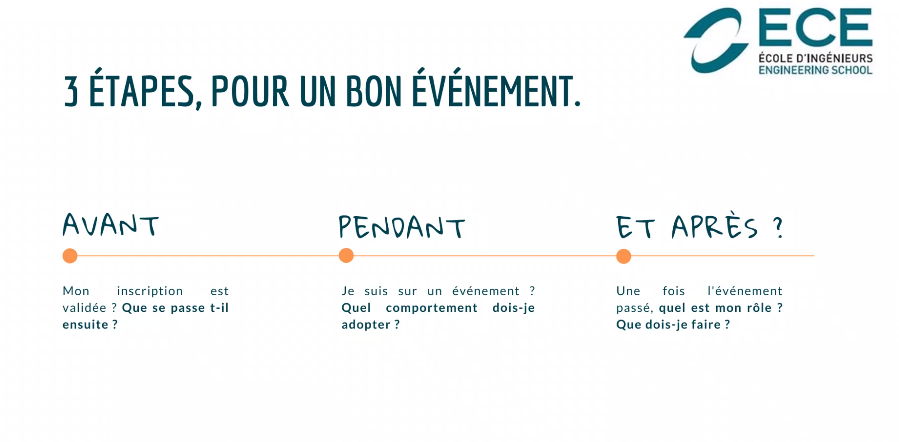 ECE
ÉCOLE D'INGÉNIEURS
ENGINEERING SCHOOL
3 ÉTAPES, POUR UN BON ÉVÉNEMENT.
AVANT
Mon inscription est
validée ? Que se passe t-il
ensuite ?
PENDANT
Je suis sur un événement ?
Quel comportement dois-je
adopter ?
ET APRÈS ?
Une fois l'événement
passé, quel est mon rôle ?
Que dois-je faire ?